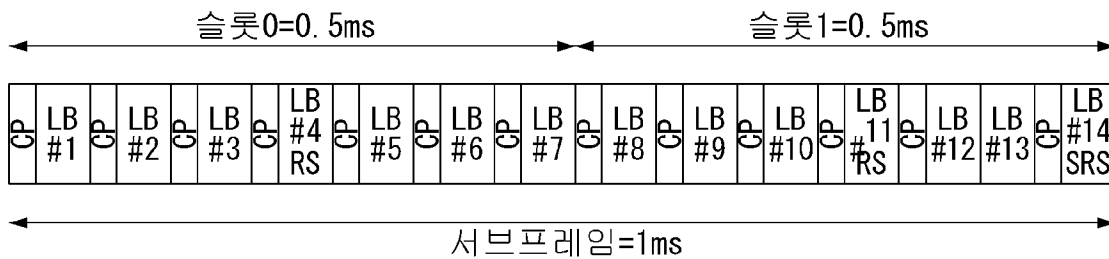 슬롯0=0.5ms
슬롯1=0.5ms
CP
LB
#1
CP
LB
#2
CP
LB
#3
CP
LB
#4
RS
CP
LB
#5
CP
LB
#6
CP
LB
#7
CP
LB
#8
CP
LB
#9
CP
LB
#10
CP
LB
#11
RS
CP
LB
#12
LB
#13
CP
LB
#14
SRS
서브프레임=1ms